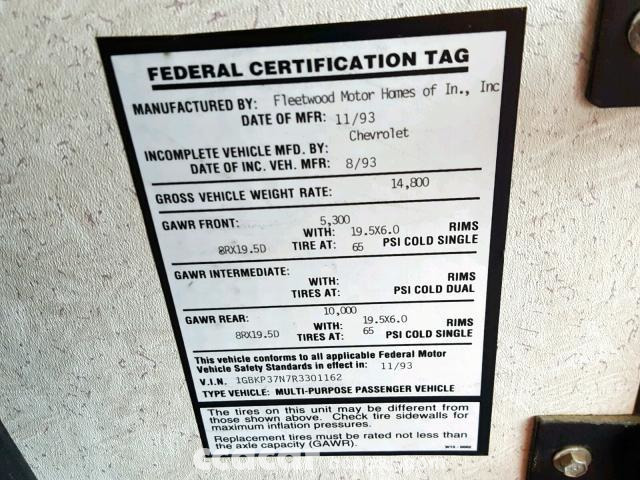 FEDERAL CERTIFICATION TAG
MANUFACTURED BY: Fleetwood Motor Homes of In., Inc
DATE OF MFR: 11/93
Chevrolet
INCOMPLETE VEHICLE MFD. BY:
DATE OF INC. VEH. MFR: 8/93
GROSS VEHICLE WEIGHT RATE: 14,800
GAWR FRONT: 5,300
WITH: 19.5X6.0 RIMS
8RX19.5D TIRE AT: 65 PSI COLD SINGLE
GAWR INTERMEDIATE: WITH: RIMS
TIRES AT: PSI COLD DUAL
GAWR REAR: 10,000
WITH: 19.5X6.0 RIMS
8RX19.5D TIRES AT: 65 PSI COLD SINGLE
This vehicle conforms to all applicable Federal Motor
Vehicle Safety Standards in effect in: 11/93
V.I.N. 1GBKP37N7R3301162
TYPE VEHICLE: MULTI-PURPOSE PASSENGER VEHICLE
The tires on this unit may be different from
those shown above. Check tire sidewalls for
maximum inflation pressures.
Replacement tires must be rated not less than
the axle capacity (GAWR).